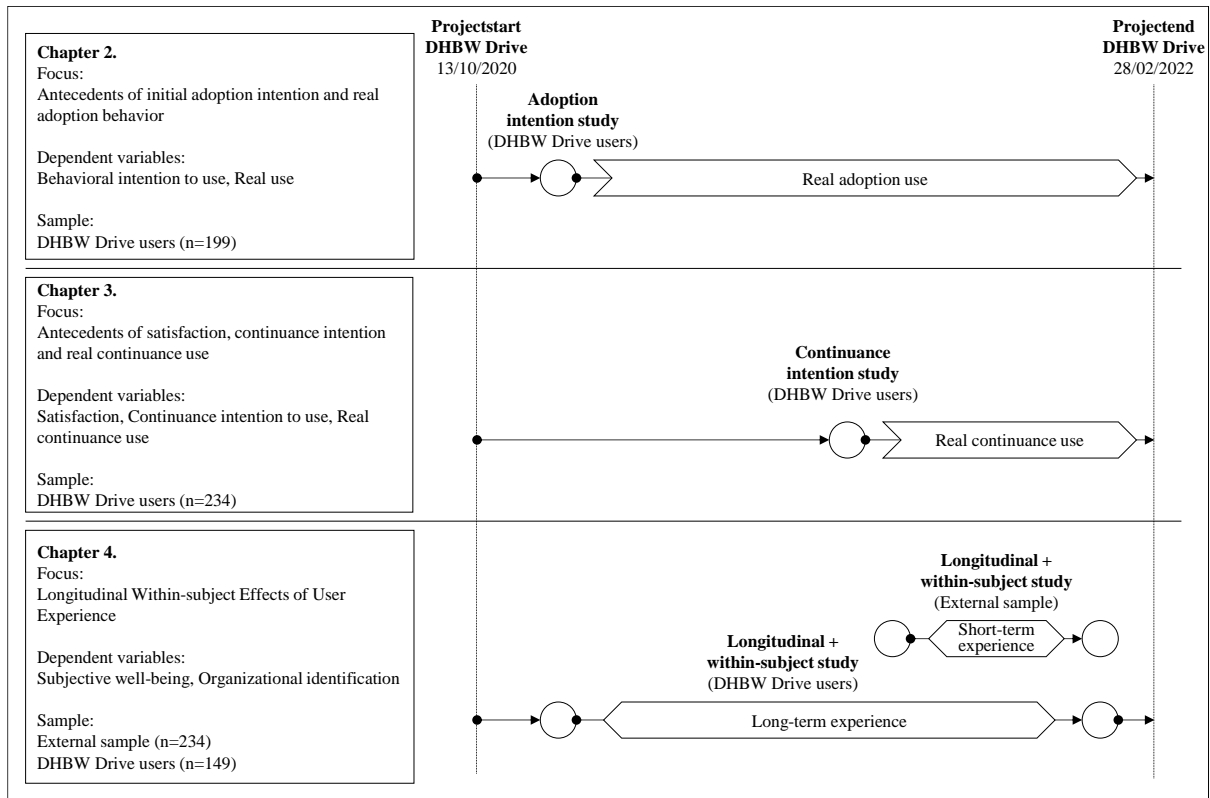 Projectstart
DHBW Drive
13/10/2020
Projectend
DHBW Drive
28/02/2022
Chapter 2.
Focus:
Antecedents of initial adoption intention and real
adoption behavior
Dependent variables:
Behavioral intention to use, Real use
Sample:
DHBW Drive users (n=199)
Adoption
intention study
(DHBW Drive users)
Real adoption use
Chapter 3.
Focus:
Antecedents of satisfaction, continuance intention
and real continuance use
Dependent variables:
Satisfaction, Continuance intention to use, Real
continuance use
Sample:
DHBW Drive users (n=234)
Continuance
intention study
(DHBW Drive users)
Real continuance use
Chapter 4.
Focus:
Longitudinal Within-subject Effects of User
Experience
Dependent variables:
Subjective well-being, Organizational identification
Sample:
External sample (n=234)
DHBW Drive users (n=149)
Longitudinal +
within-subject study
(External sample)
Short-term
experience
Longitudinal +
within-subject study
(DHBW Drive users)
Long-term experience